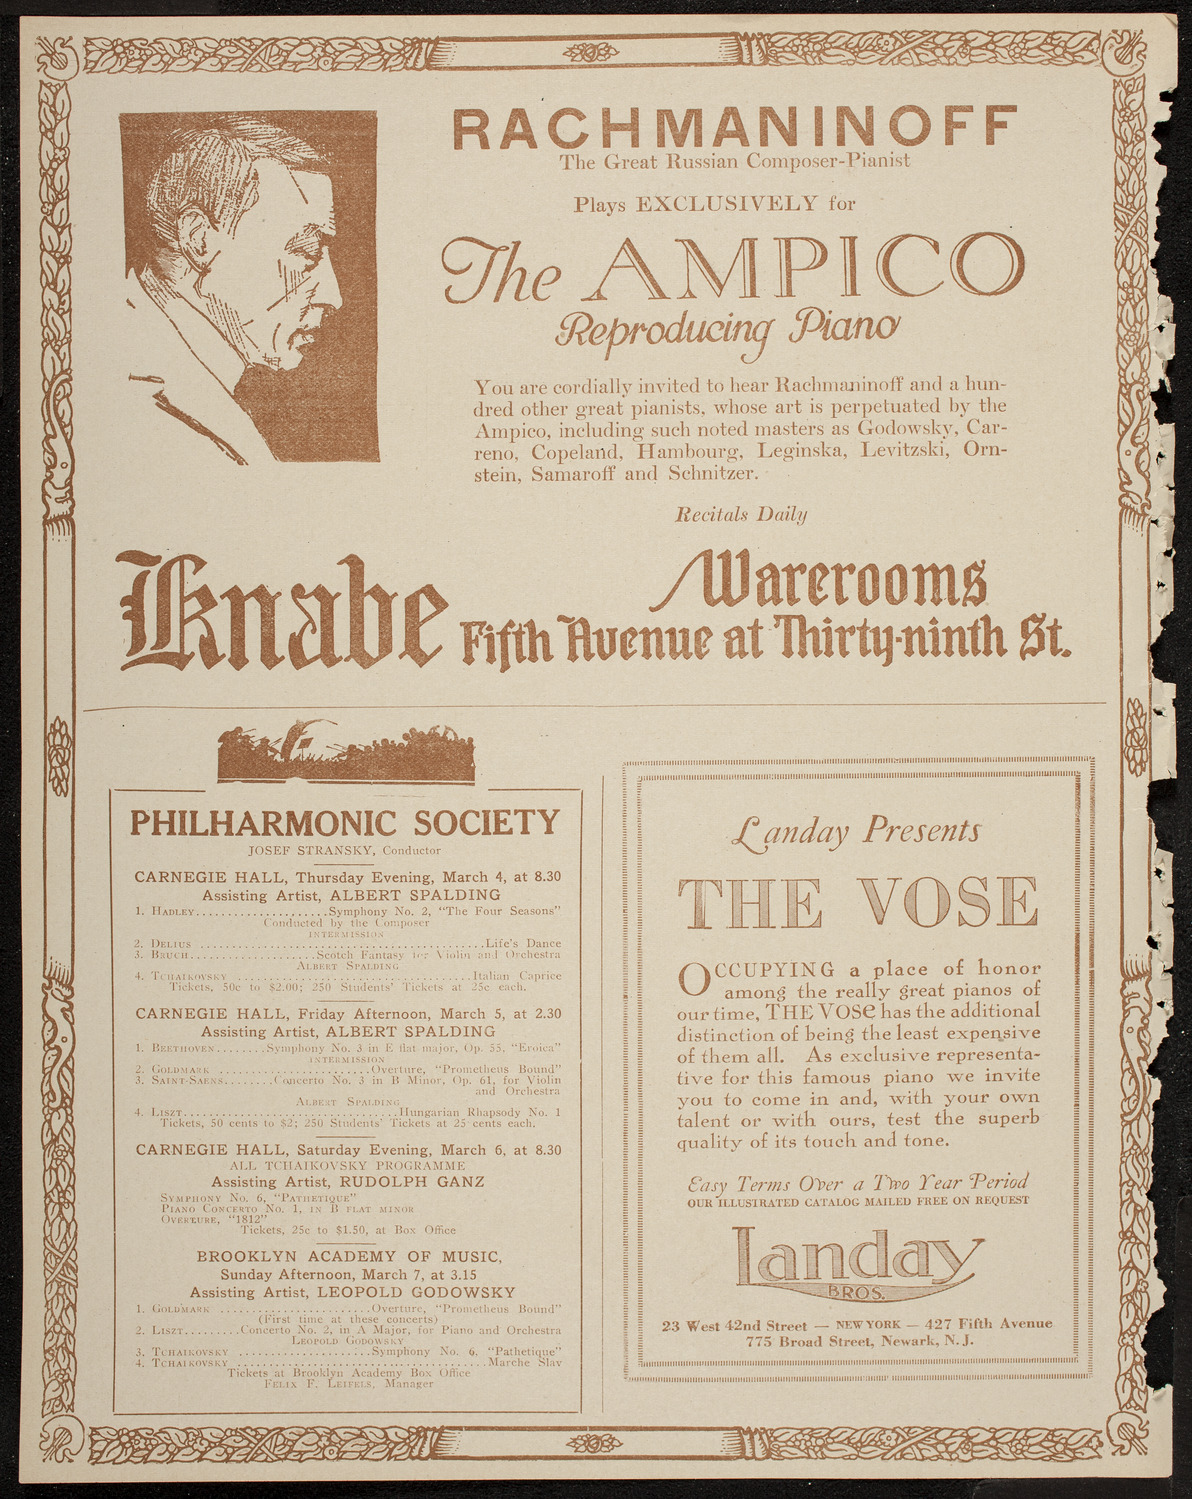 RACHMANINOFF
The Great Russian Composer-Pianist
Plays EXCLUSIVELY for
The AMPICO
Reproducing Piano
You are cordially invited to hear Rachmaninoff and a hun-
dred other great pianists, whose art is perpetuated by the
Ampico, including such noted masters as Godowsky, Car-
reno, Copeland, Hambourg, Leginska, Levitzski, Orn-
stein, Samaroff and Schnitzer.
Recitals Daily
Knabe Warerooms
Fifth Avenue at Thirty-ninth St.
PHILHARMONIC SOCIETY
JOSEF STRANSKY, Conductor
CARNEGIE HALL, Thursday Evening, March 4, at 8.30
Assisting Artist, ALBERT SPALDING
1. HADLEY.....................Symphony No. 2, "The Four Seasons"
Conducted by the Composer
INTERMISSION
2. DELIUS .............................................Life's Dance
3. BRUCH....................Scotch Fantasy for Violin and Orchestra
ALBERT SPALDING
4. TCHAIKOVSKY .....................................Italian Caprice
Tickets, 50c to $2.00; 250 Students' Tickets at 25c each.
CARNEGIE HALL, Friday Afternoon, March 5, at 2.30
Assisting Artist, ALBERT SPALDING
1. BEETHOVEN........Symphony No. 3 in E flat major, Op. 55, "Eroica"
INTERMISSION
2. GOLDMARK ........................Overture, "Prometheus Bound"
3. SAINT-SAENS........Concerto No. 3 in B Minor, Op. 61, for Violin
and Orchestra
ALBERT SPALDING
4. LISZT..................................Hungarian Rhapsody No. 1
Tickets, 50 cents to $2; 250 Students' Tickets at 25 cents each.
CARNEGIE HALL, Saturday Evening, March 6, at 8.30
ALL TCHAIKOVSKY PROGRAMME
Assisting Artist, RUDOLPH GANZ
SYMPHONY NO. 6, "PATHETIQUE"
PIANO CONCERTO NO. 1, IN B FLAT MINOR
OVERTURE, "1812"
Tickets, 25c to $1.50, at Box Office
BROOKLYN ACADEMY OF MUSIC,
Sunday Afternoon, March 7, at 3.15
Assisting Artist, LEOPOLD GODOWSKY
1. GOLDMARK ........................Overture, "Prometheus Bound"
(First time at these concerts)
2. LISZT.........Concerto No. 2, in A Major, for Piano and Orchestra
LEOPOLD GODOWSKY
3. TCHAIKOVSKY ......................Symphony No. 6, "Pathetique"
4. TCHAIKOVSKY ........................................Marche Slav
Tickets at Brooklyn Academy Box Office
FELIX F. LEIFELS, Manager
Landay Presents
THE VOSE
OCCUPYING a place of honor
among the really great pianos of
our time, THE VOSe has the additional
distinction of being the least expensive
of them all. As exclusive representa-
tive for this famous piano we invite
you to come in and, with your own
talent or with ours, test the superb
quality of its touch and tone.
Easy Terms Over a Two Year Period
OUR ILLUSTRATED CATALOG MAILED FREE ON REQUEST
Landay
BROS.
23 West 42nd Street — NEW YORK — 427 Fifth Avenue
775 Broad Street, Newark, N. J.